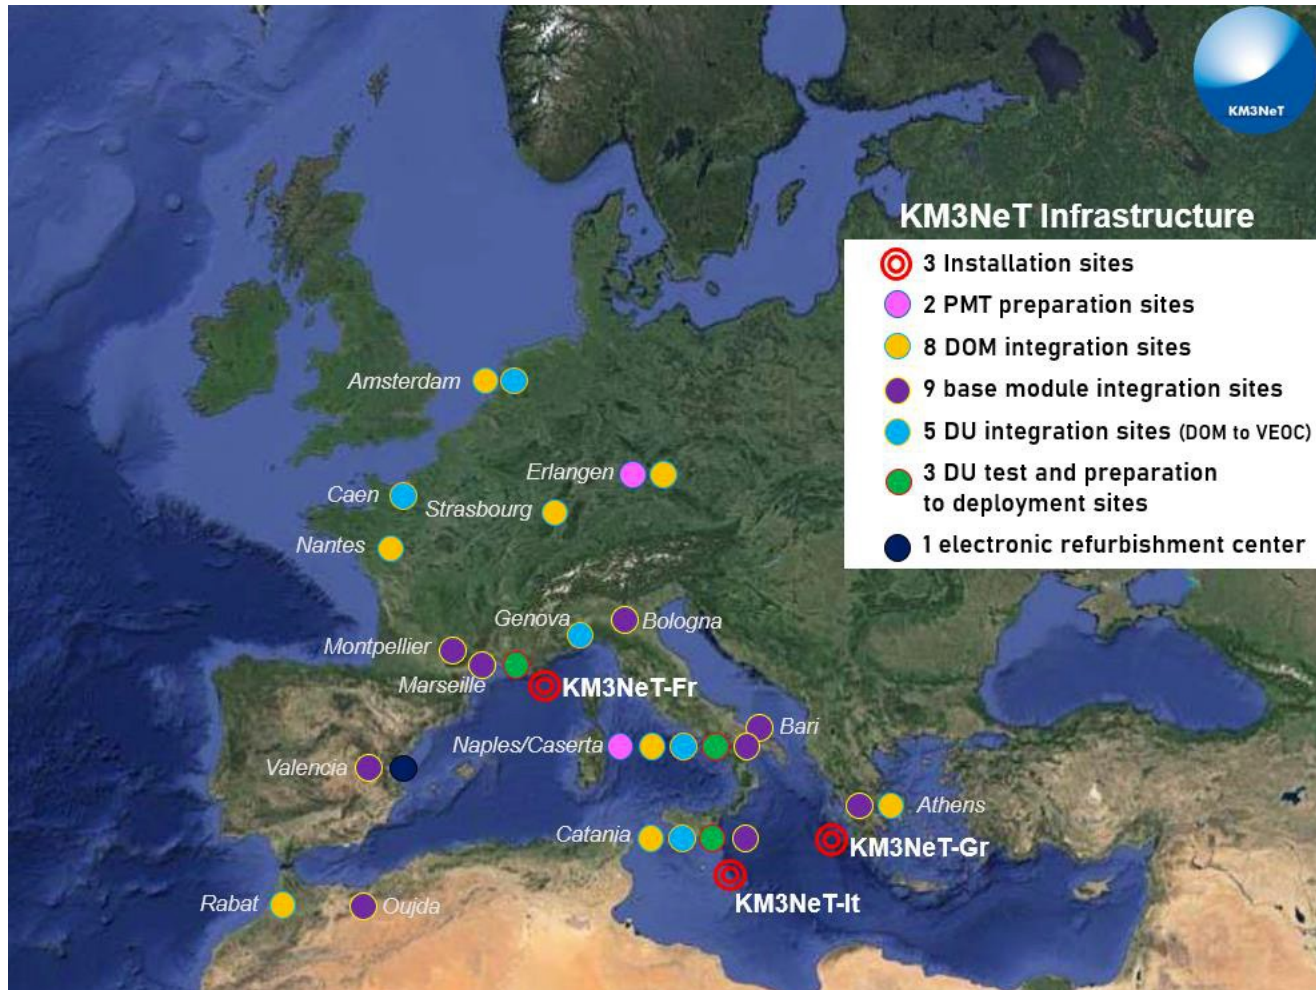 KM3NeT
KM3NeT Infrastructure
3 Installation sites
2 PMT preparation sites
8 DOM integration sites
9 base module integration sites
5 DU integration sites (DOM to VEOC)
3 DU test and preparation
to deployment sites
1 electronic refurbishment center
Amsterdam
Erlangen
Caen
Strasbourg
Nantes
Genova
Bologna
Montpellier
Marseille
KM3NeT-Fr
Bari
Naples/Caserta
Valencia
Athens
Catania
KM3NeT-Gr
KM3NeT-It
Rabat
Oujda